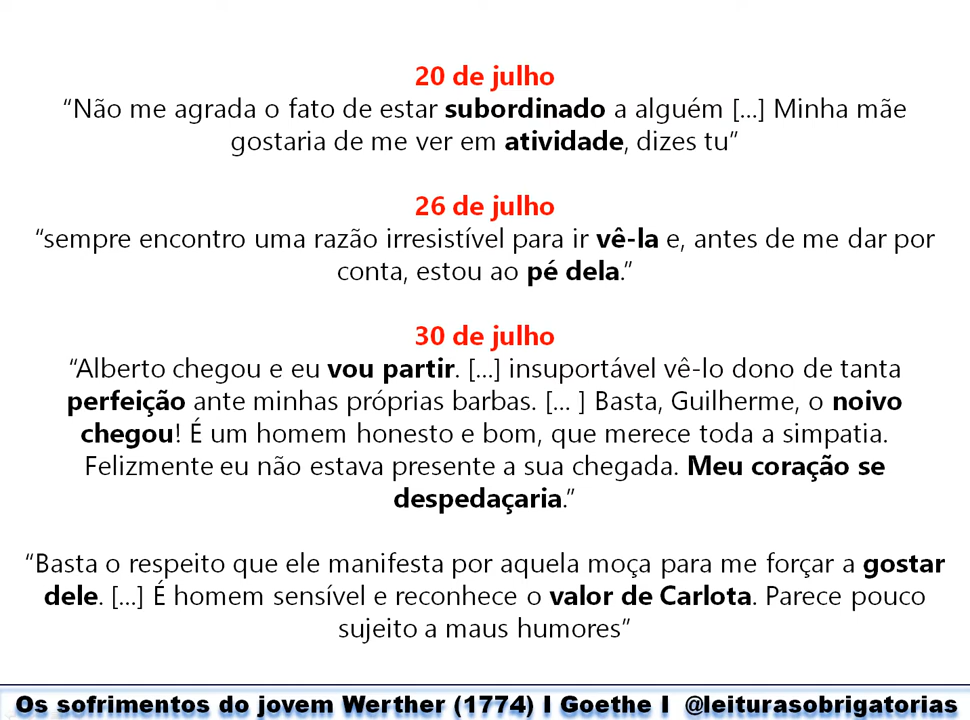 20 de julho
“Não me agrada o fato de estar subordinado a alguém [...] Minha mãe
gostaria de me ver em atividade, dizes tu”
26 de julho
“sempre encontro uma razão irresistível para ir vê-la e, antes de me dar por
conta, estou ao pé dela.”
30 de julho
“Alberto chegou e eu vou partir. [...] insuportável vê-lo dono de tanta
perfeição ante minhas próprias barbas. [... ] Basta, Guilherme, o noivo
chegou! É um homem honesto e bom, que merece toda a simpatia.
Felizmente eu não estava presente a sua chegada. Meu coração se
despedaçaria.”
“Basta o respeito que ele manifesta por aquela moça para me forçar a gostar
dele. [...] É homem sensível e reconhece o valor de Carlota. Parece pouco
sujeito a maus humores”
Os sofrimentos do jovem Werther (1774) I Goethe I @leiturasobrigatorias